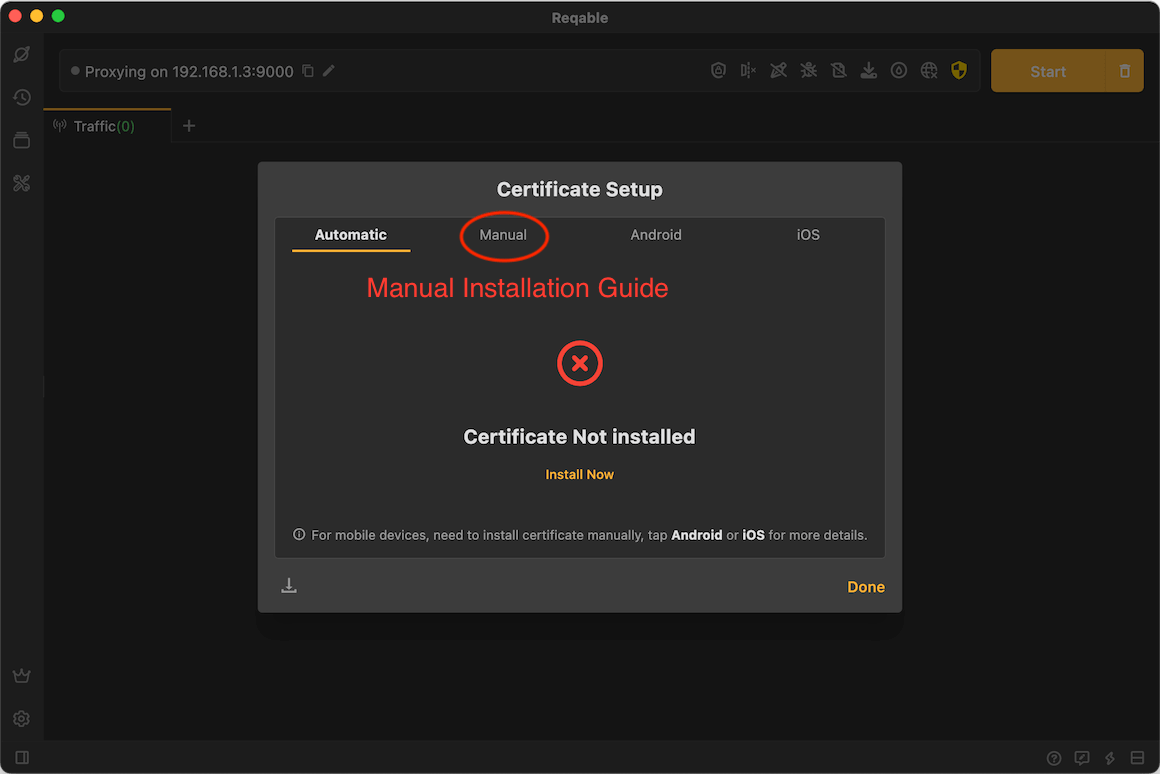 Reqable
Proxying on 192.168.1.3:9000
Start
Traffic(0)
Certificate Setup
Automatic Manual Android iOS
Manual Installation Guide
Certificate Not installed
Install Now
For mobile devices, need to install certificate manually, tap Android or iOS for more details.
Done